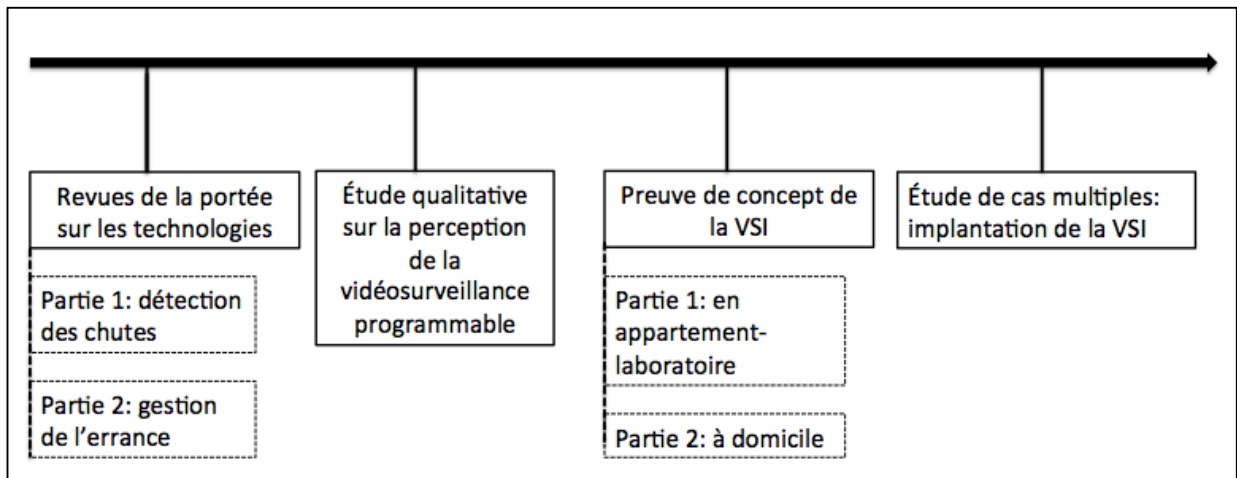 Revues de la portée
sur les technologies
Partie 1: détection
des chutes
Partie 2: gestion
de l'errance
Étude qualitative
sur la perception
de la
vidéosurveillance
programmable
Preuve de concept de
la VSI
Partie 1: en
appartement-
laboratoire
Partie 2: à domicile
Étude de cas multiples:
implantation de la VSI